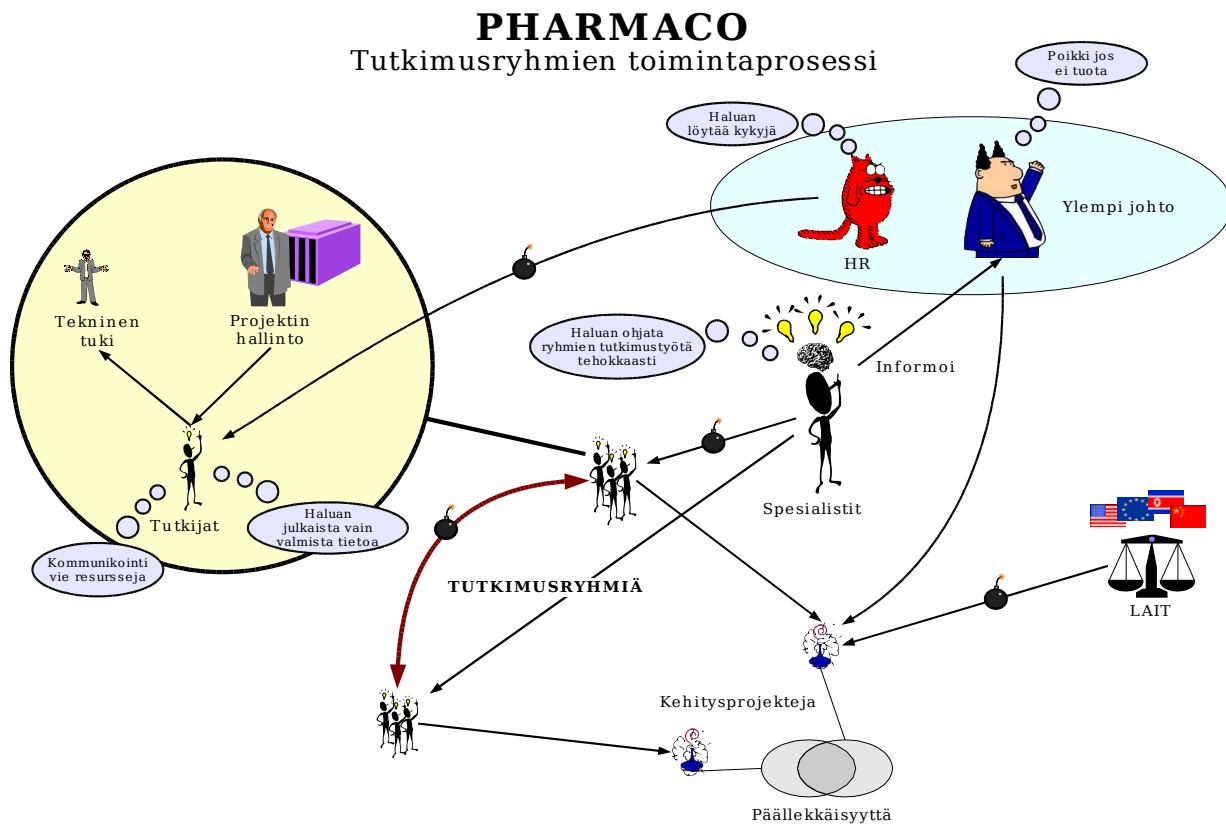 PHARMACO
Tutkimusryhmien toimintaprosessi
Poikki jos
ei tuota
Haluan
löytää kykyjä
Ylempi johto
HR
Tekninen
tuki
Projektin
hallinto
Haluan ohjata
ryhmien tutkimustyötä
tehokkaasti
Informoi
Spesialistit
Tutkijat
Haluan
julkaista vain
valmista tietoa
Kommunikointi
vie resursseja
TUTKIMUSRYHMIÄ
LAIT
Kehitysprojekteja
Päällekkäisyyttä